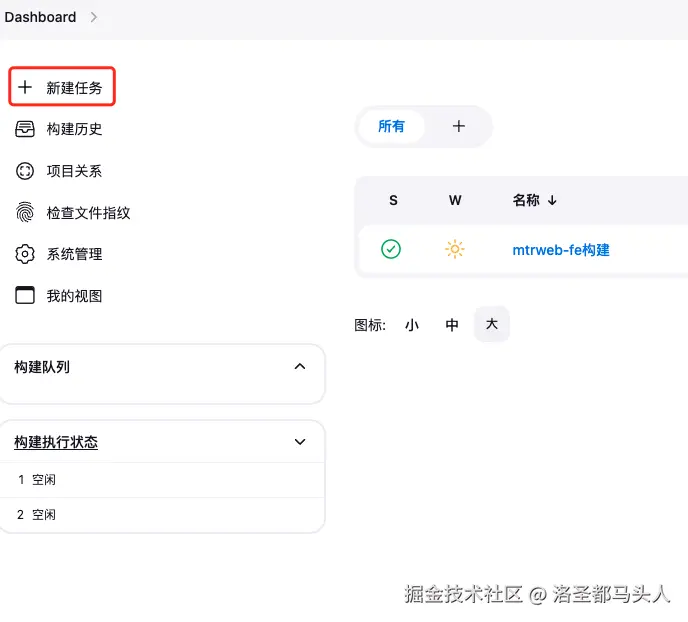 Dashboard
新建任务
构建历史
项目关系
检查文件指纹
系统管理
我的视图
构建队列
构建执行状态
1 空闲
2 空闲
所有
S W 名称 ↓
mtrweb-fe构建
图标: 小 中 大
掘金技术社区 @ 洛圣都马头人